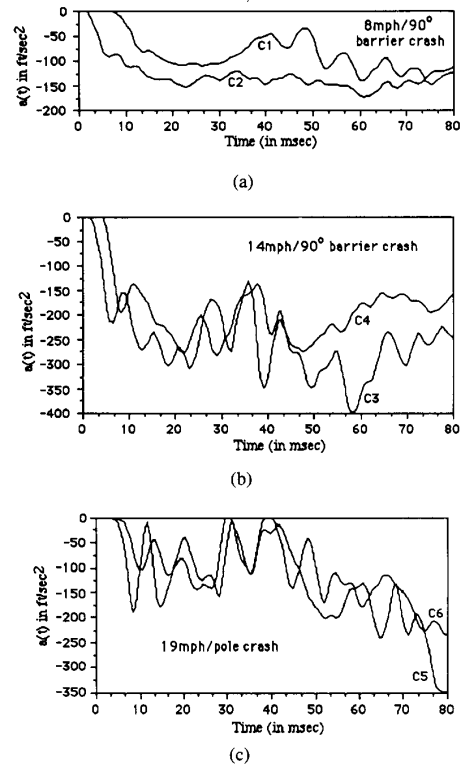 8mph/90°
barrier crash
a(t) in ft/sec2
0
-50
-100
-150
-200
C1
C2
0 10 20 30 40 50 60 70 80
Time (in msec)
(a)
14mph/90° barrier crash
a(t) in ft/sec2
0
-50
-100
-150
-200
-250
-300
-350
-400
C4
C3
0 10 20 30 40 50 60 70 80
Time (in msec)
(b)
19mph/pole crash
a(t) in ft/sec2
0
-50
-100
-150
-200
-250
-300
-350
C6
C5
0 10 20 30 40 50 60 70 80
Time (in msec)
(c)